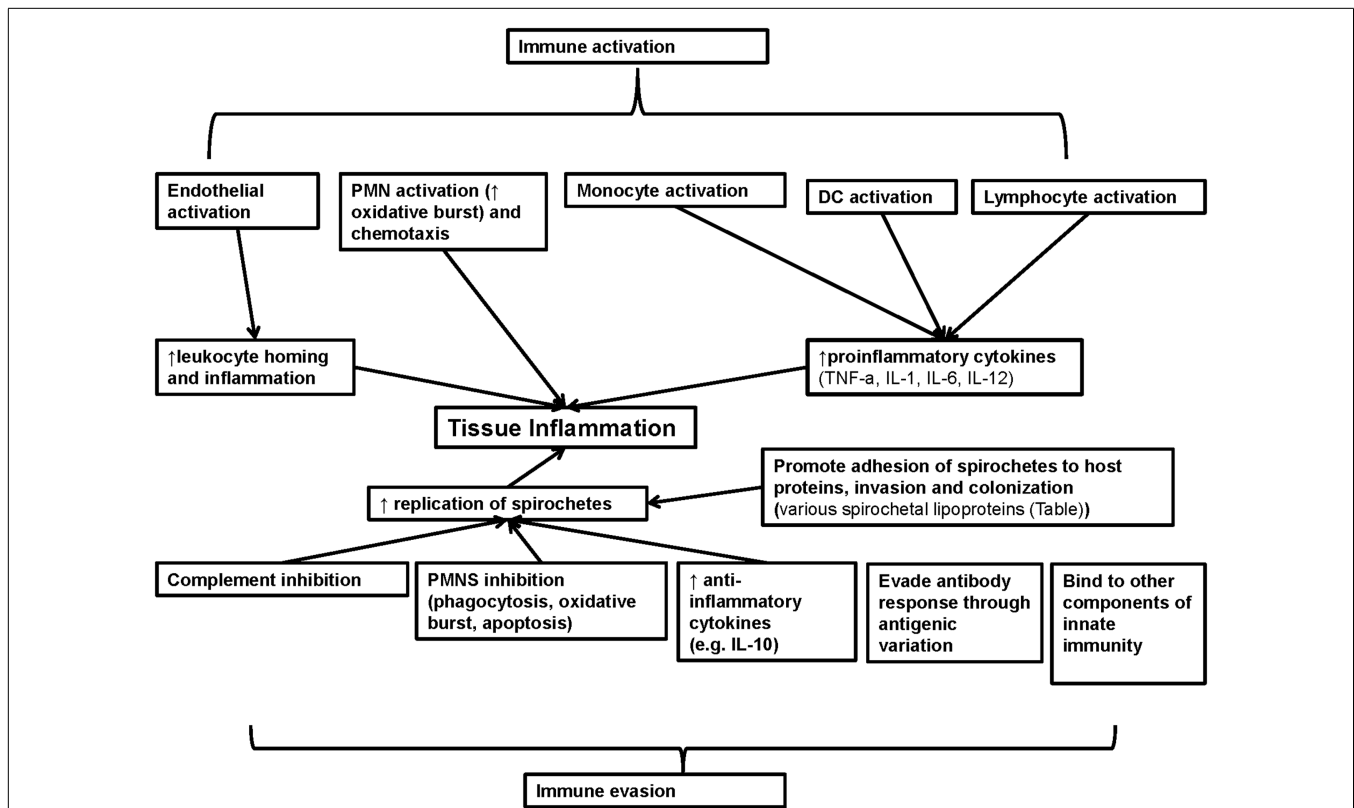 Immune activation
Endothelial
activation
PMN activation (↑
oxidative burst) and
chemotaxis
Monocyte activation
DC activation
Lymphocyte activation
↑leukocyte homing
and inflammation
↑proinflammatory cytokines
(TNF-a, IL-1, IL-6, IL-12)
Tissue Inflammation
Promote adhesion of spirochetes to host
proteins, invasion and colonization
(various spirochetal lipoproteins (Table))
↑ replication of spirochetes
Complement inhibition
PMNS inhibition
(phagocytosis, oxidative
burst, apoptosis)
↑ anti-
inflammatory
cytokines
(e.g. IL-10)
Evade antibody
response through
antigenic
variation
Bind to other
components of
innate
immunity
Immune evasion